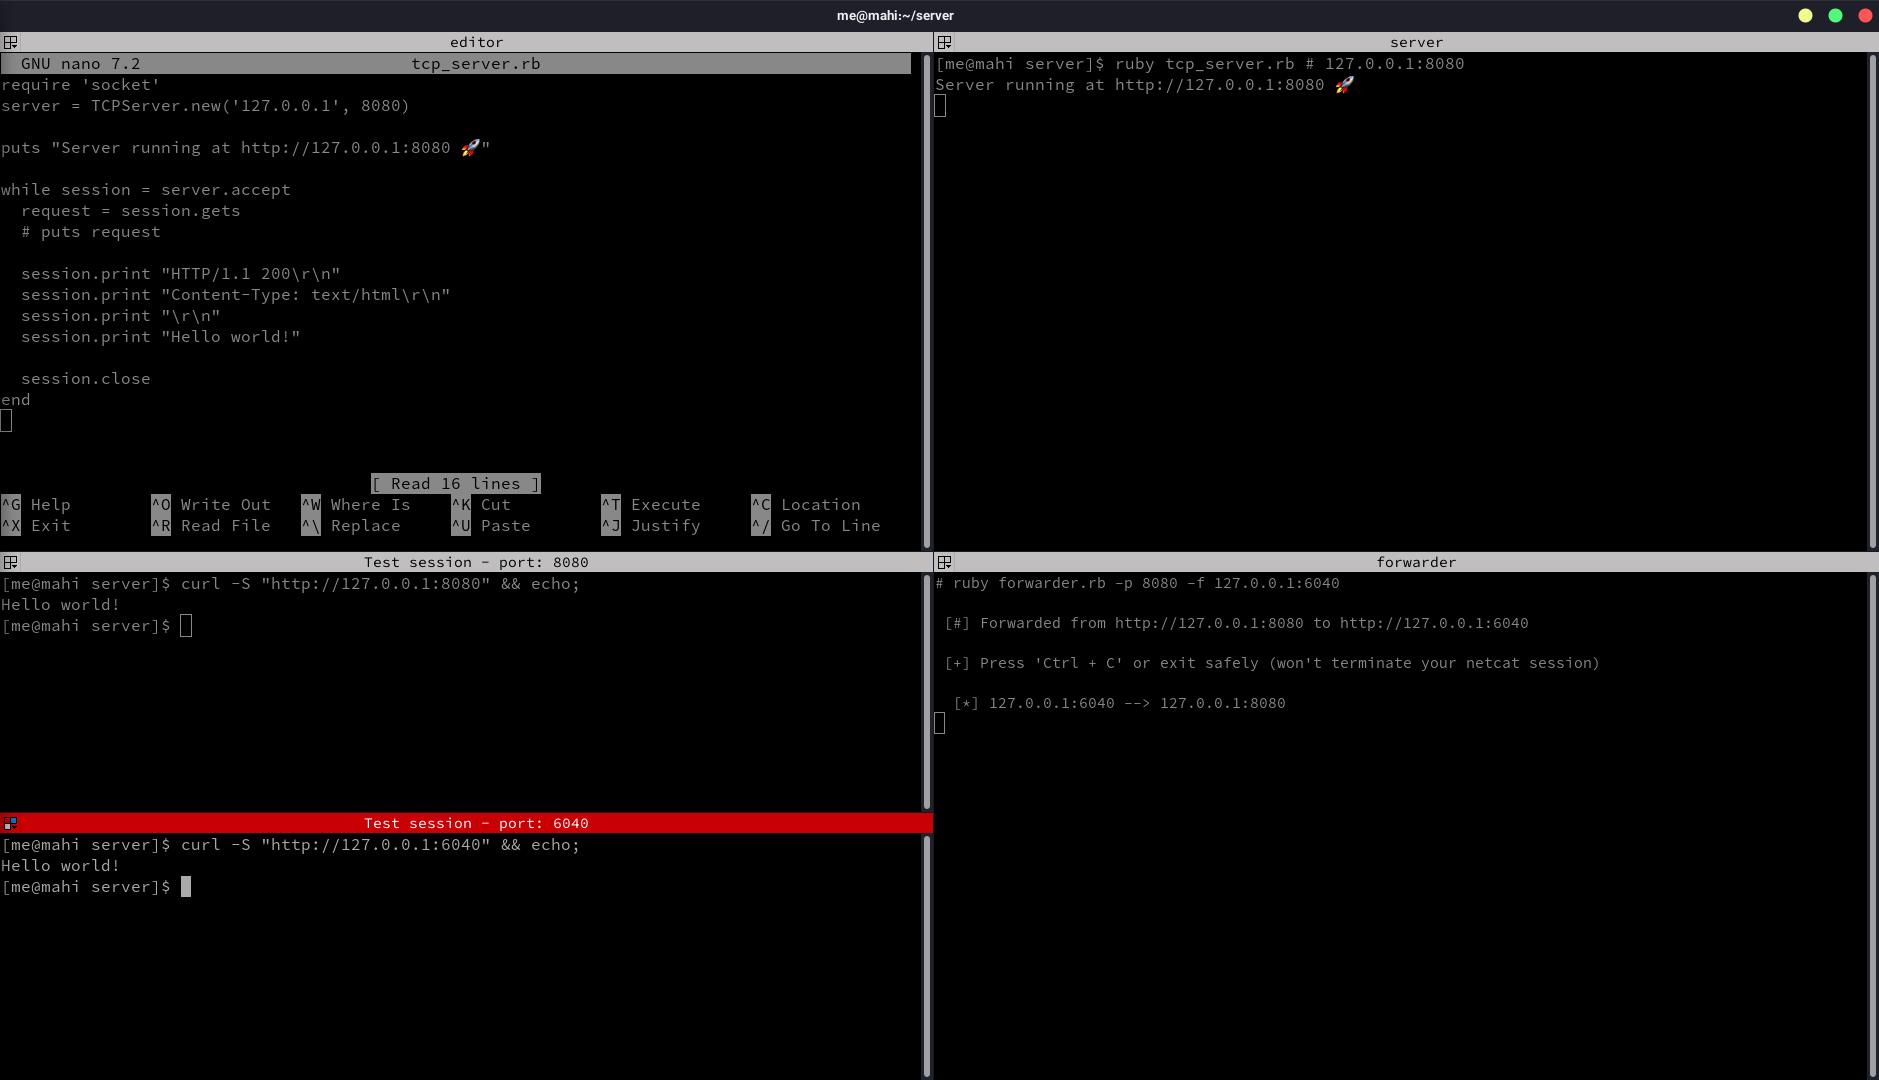 me@mahi:~/server
editor
GNU nano 7.2 tcp_server.rb
require 'socket'
server = TCPServer.new('127.0.0.1', 8080)
puts "Server running at http://127.0.0.1:8080 🚀"
while session = server.accept
  request = session.gets
  # puts request
  session.print "HTTP/1.1 200\r\n"
  session.print "Content-Type: text/html\r\n"
  session.print "\r\n"
  session.print "Hello world!"
  session.close
end
[ Read 16 lines ]
^G Help ^O Write Out ^W Where Is ^K Cut ^T Execute ^C Location
^X Exit ^R Read File ^\ Replace ^U Paste ^J Justify ^/ Go To Line
server
[me@mahi server]$ ruby tcp_server.rb # 127.0.0.1:8080
Server running at http://127.0.0.1:8080 🚀
Test session - port: 8080
[me@mahi server]$ curl -S "http://127.0.0.1:8080" && echo;
Hello world!
[me@mahi server]$
Test session - port: 6040
[me@mahi server]$ curl -S "http://127.0.0.1:6040" && echo;
Hello world!
[me@mahi server]$
forwarder
# ruby forwarder.rb -p 8080 -f 127.0.0.1:6040
[#] Forwarded from http://127.0.0.1:8080 to http://127.0.0.1:6040
[+] Press 'Ctrl + C' or exit safely (won't terminate your netcat session)
[*] 127.0.0.1:6040 --> 127.0.0.1:8080